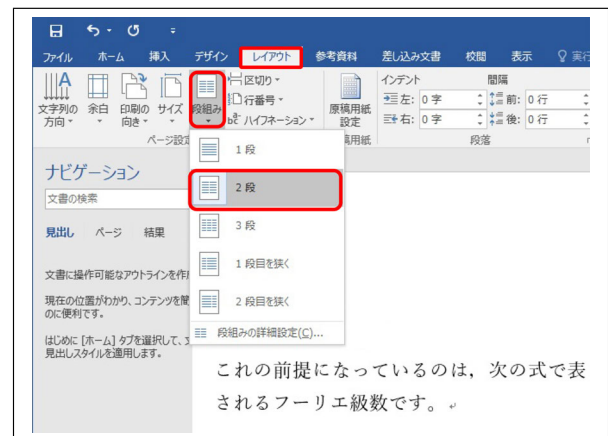 ファイル ホーム 挿入 デザイン レイアウト 参考資料 差し込み文書 校閲 表示 実行
文字列の方向 余白 印刷の向き サイズ 段組み
区切り
行番号
ハイフネーション
ページ設定
原稿用紙設定
原稿用紙
インデント 間隔
左: 0 字 前: 0 行
右: 0 字 後: 0 行
段落
1 段
2 段
3 段
1 段目を狭く
2 段目を狭く
段組みの詳細設定(C)...
ナビゲーション
文書の検索
見出し ページ 結果
文書に操作可能なアウトラインを作
現在の位置がわかり、コンテンツを
のに便利です。
はじめに [ホーム] タブを選択して、
見出しスタイルを適用します。
これの前提になっているのは，次の式で表
されるフーリエ級数です。